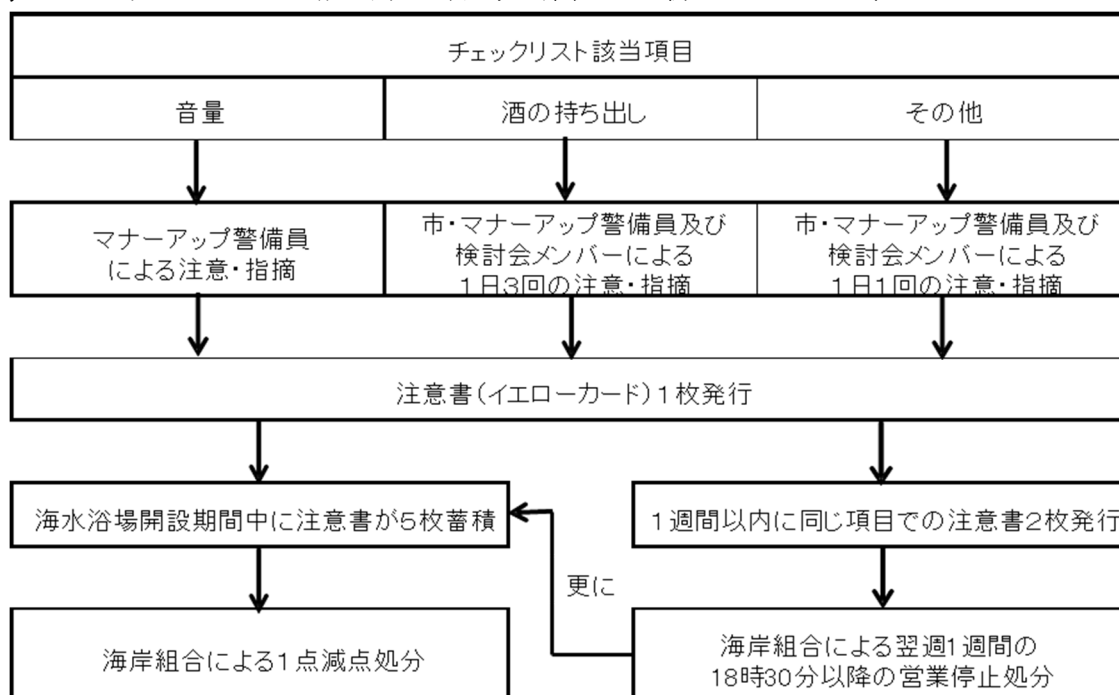 チェックリスト該当項目
音量
酒の持ち出し
その他
マナーアップ警備員
による注意・指摘
市・マナーアップ警備員及び
検討会メンバーによる
1日3回の注意・指摘
市・マナーアップ警備員及び
検討会メンバーによる
1日1回の注意・指摘
注意書(イエローカード)1枚発行
海水浴場開設期間中に注意書が5枚蓄積
1週間以内に同じ項目での注意書2枚発行
更に
海岸組合による1点減点処分
海岸組合による翌週1週間の
18時30分以降の営業停止処分